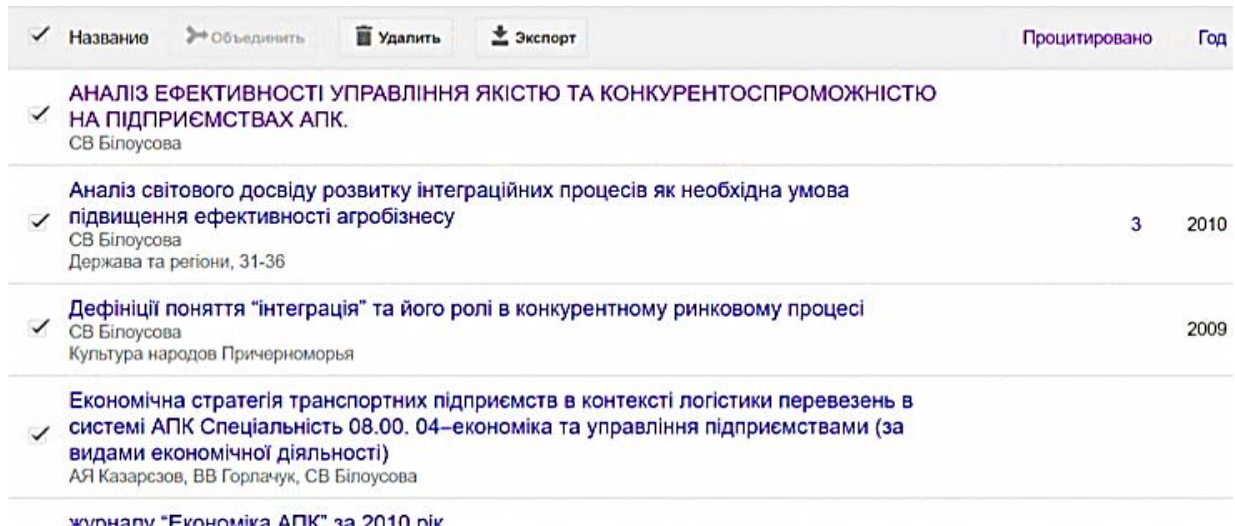 Название Объединить Удалить Экспорт Процитировано Год
АНАЛІЗ ЕФЕКТИВНОСТІ УПРАВЛІННЯ ЯКІСТЮ ТА КОНКУРЕНТОСПРОМОЖНІСТЮ
НА ПІДПРИЄМСТВАХ АПК.
СВ Білоусова
Аналіз світового досвіду розвитку інтеграційних процесів як необхідна умова
підвищення ефективності агробізнесу
СВ Білоусова
Держава та регіони, 31-36
3 2010
Дефініції поняття “інтеграція” та його ролі в конкурентному ринковому процесі
СВ Білоусова
Культура народов Причерноморья
2009
Економічна стратегія транспортних підприємств в контексті логістики перевезень в
системі АПК Спеціальність 08.00. 04–економіка та управління підприємствами (за
видами економічної діяльності)
АЯ Казарєзов, ВВ Горлачук, СВ Білоусова
журналу “Економіка АПК” за 2010 рік